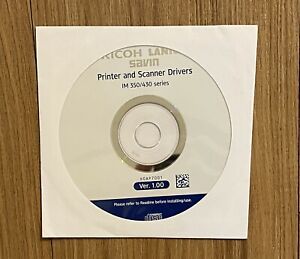 RICOH LANIER
savin
Printer and Scanner Drivers
IM 350/430 series
Ver. 1.00
Please refer to Readme before installing/use.